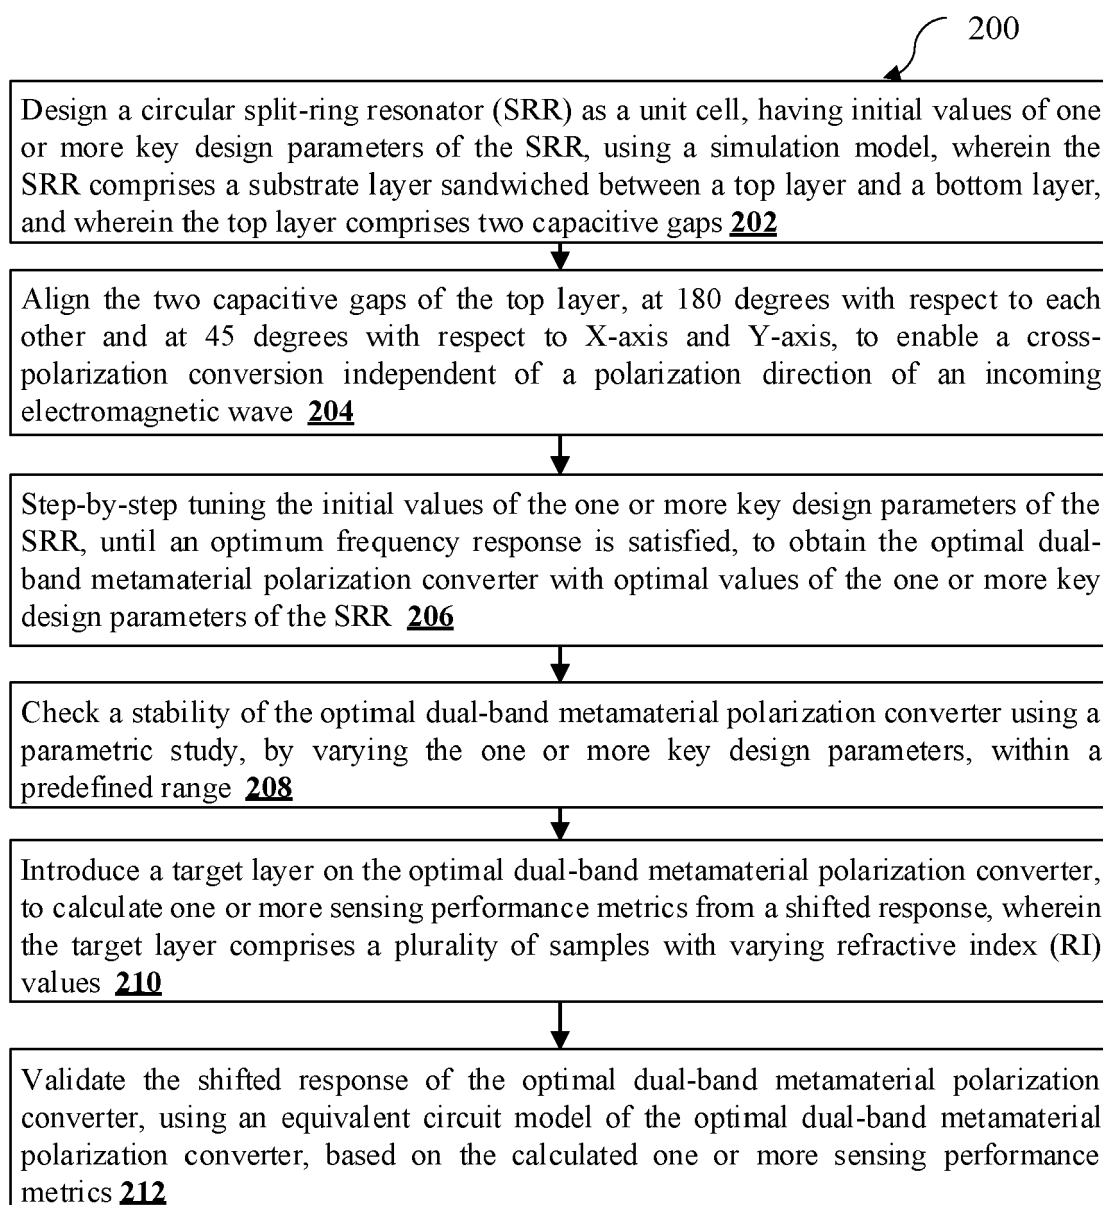 200
Design a circular split-ring resonator (SRR) as a unit cell, having initial values of one
or more key design parameters of the SRR, using a simulation model, wherein the
SRR comprises a substrate layer sandwiched between a top layer and a bottom layer,
and wherein the top layer comprises two capacitive gaps 202
Align the two capacitive gaps of the top layer, at 180 degrees with respect to each
other and at 45 degrees with respect to X-axis and Y-axis, to enable a cross-
polarization conversion independent of a polarization direction of an incoming
electromagnetic wave 204
Step-by-step tuning the initial values of the one or more key design parameters of the
SRR, until an optimum frequency response is satisfied, to obtain the optimal dual-
band metamaterial polarization converter with optimal values of the one or more key
design parameters of the SRR 206
Check a stability of the optimal dual-band metamaterial polarization converter using a
parametric study, by varying the one or more key design parameters, within a
predefined range 208
Introduce a target layer on the optimal dual-band metamaterial polarization converter,
to calculate one or more sensing performance metrics from a shifted response, wherein
the target layer comprises a plurality of samples with varying refractive index (RI)
values 210
Validate the shifted response of the optimal dual-band metamaterial polarization
converter, using an equivalent circuit model of the optimal dual-band metamaterial
polarization converter, based on the calculated one or more sensing performance
metrics 212